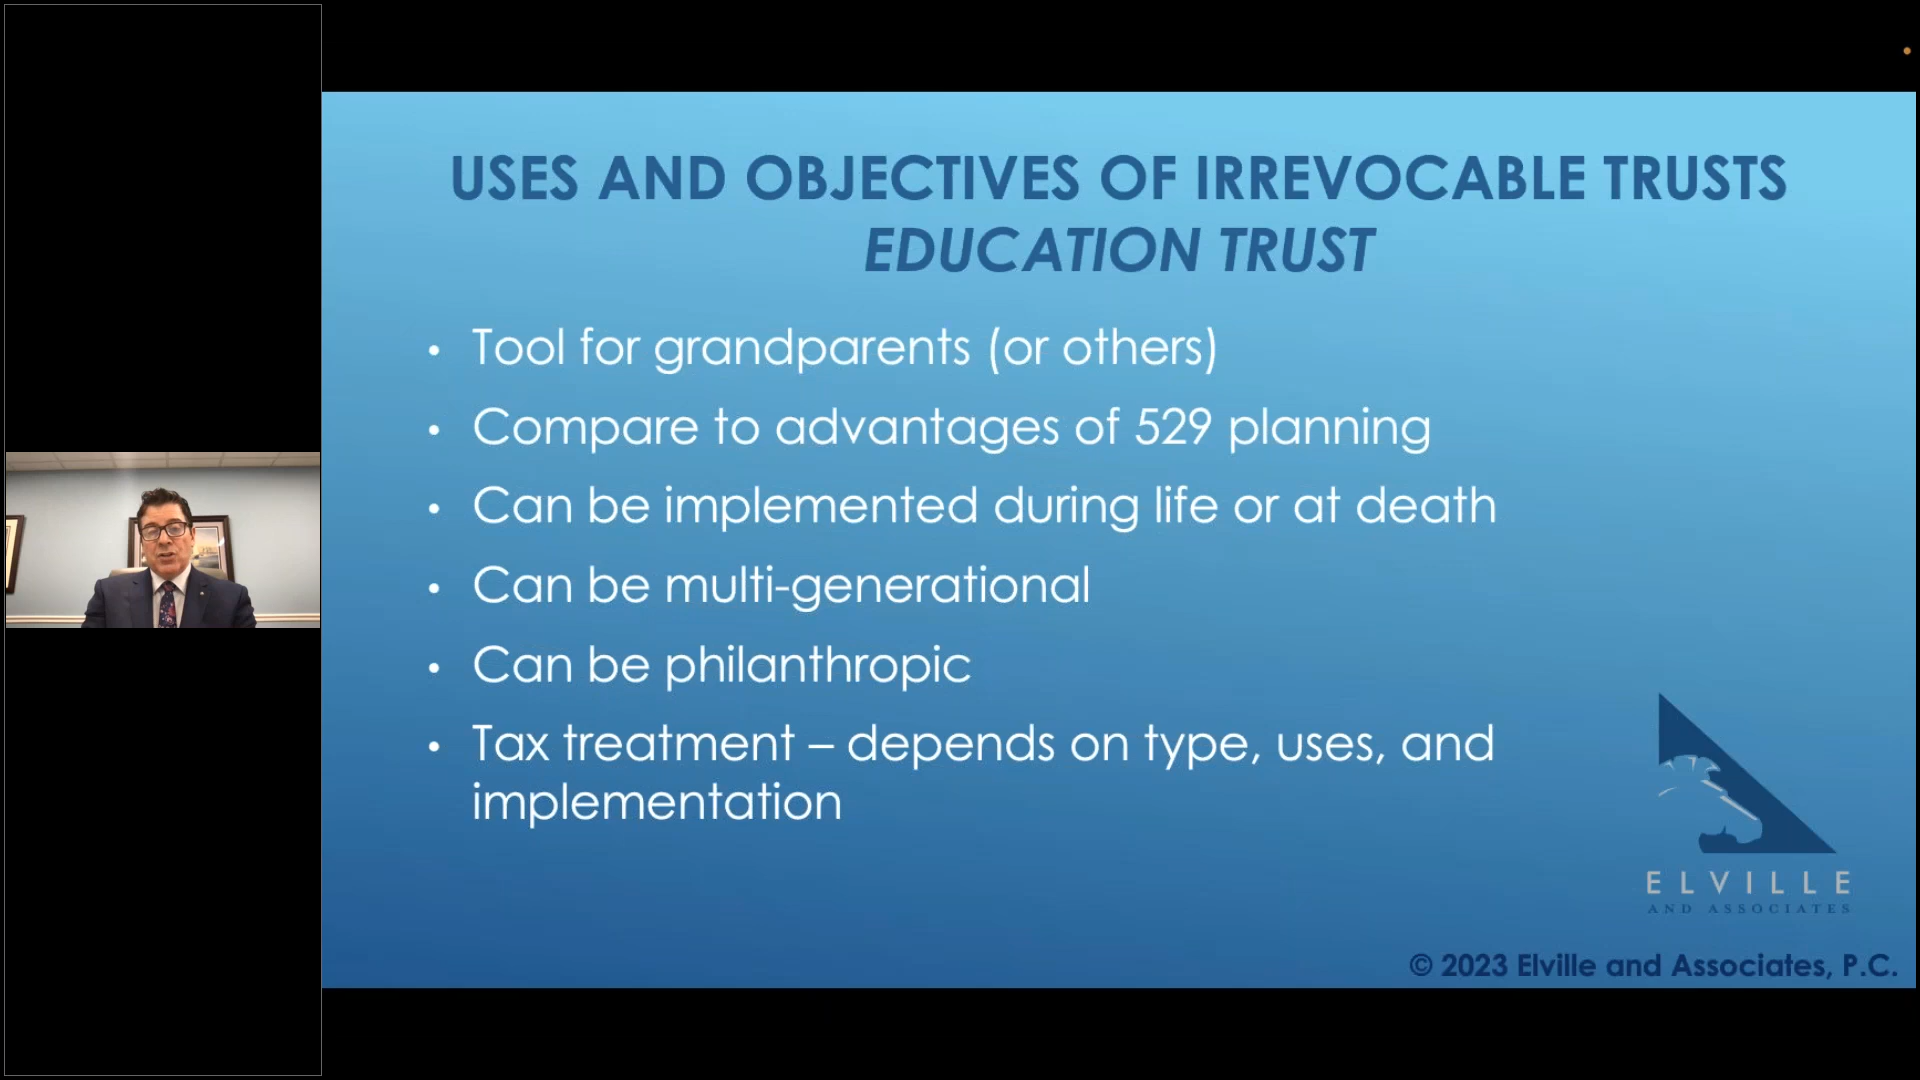 USES AND OBJECTIVES OF IRREVOCABLE TRUSTS
EDUCATION TRUST
• Tool for grandparents (or others)
• Compare to advantages of 529 planning
• Can be implemented during life or at death
• Can be multi-generational
• Can be philanthropic
• Tax treatment – depends on type, uses, and
implementation
ELVILLE
AND ASSOCIATES
© 2023 Elville and Associates, P.C.